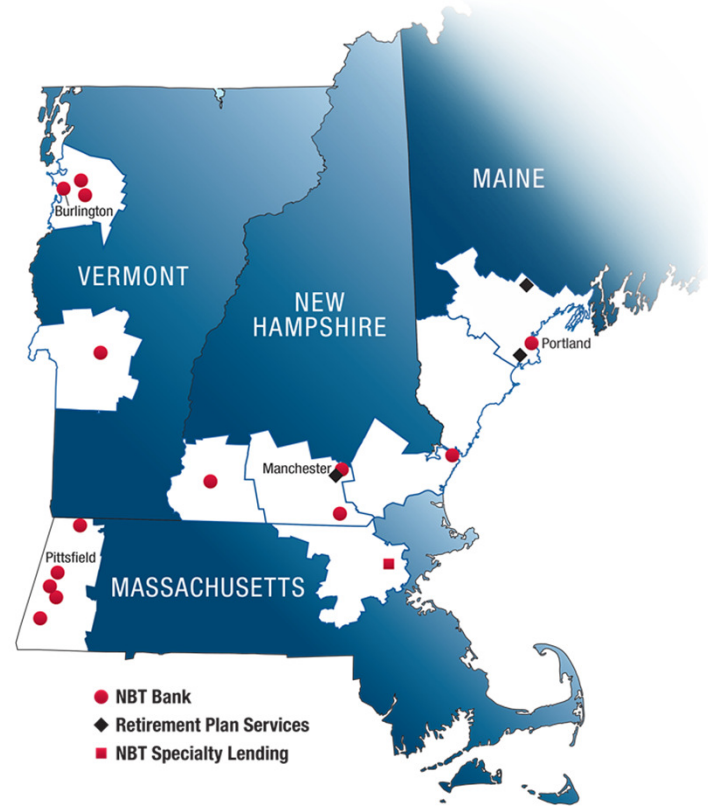 MAINE
Burlington
VERMONT
NEW
HAMPSHIRE
Portland
Manchester
Pittsfield
MASSACHUSETTS
NBT Bank
Retirement Plan Services
NBT Specialty Lending